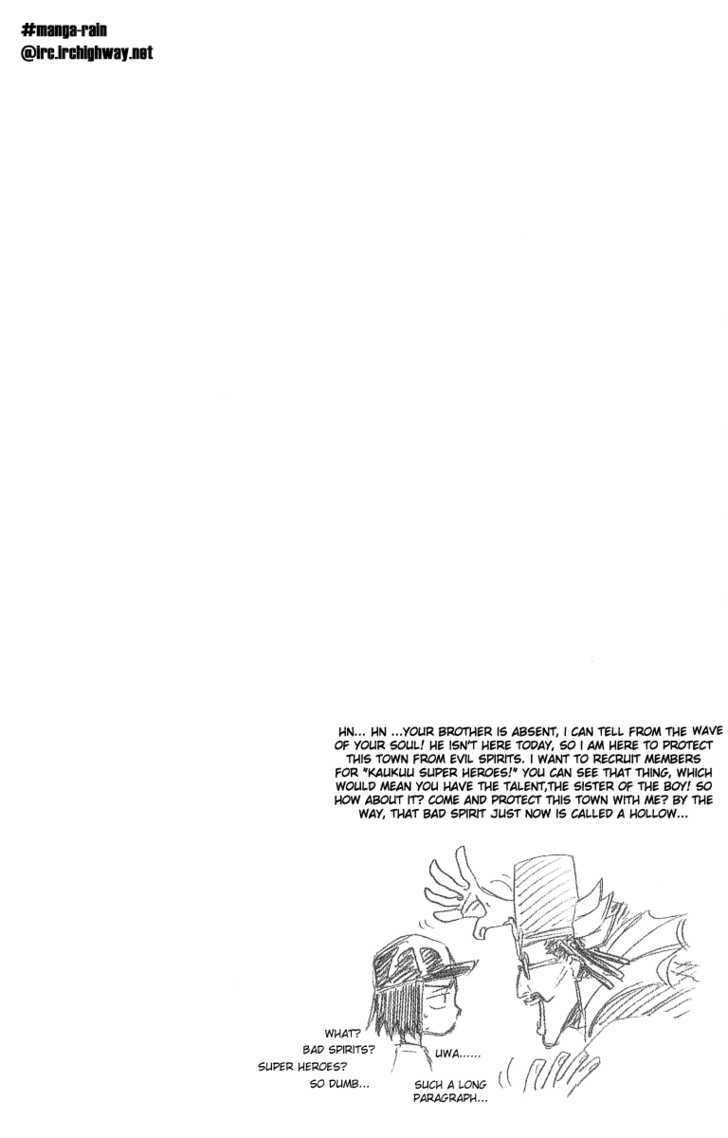 #manga-rain
@irc.irchighway.net
HN... HN ...YOUR BROTHER IS ABSENT, I CAN TELL FROM THE WAVE
OF YOUR SOUL! HE ISN'T HERE TODAY, SO I AM HERE TO PROTECT
THIS TOWN FROM EVIL SPIRITS. I WANT TO RECRUIT MEMBERS
FOR "KAUKUU SUPER HEROES!" YOU CAN SEE THAT THING, WHICH
WOULD MEAN YOU HAVE THE TALENT,THE SISTER OF THE BOY! SO
HOW ABOUT IT? COME AND PROTECT THIS TOWN WITH ME? BY THE
WAY, THAT BAD SPIRIT JUST NOW IS CALLED A HOLLOW...
WHAT?
BAD SPIRITS?
SUPER HEROES?
SO DUMB...
UWA......
SUCH A LONG
PARAGRAPH...